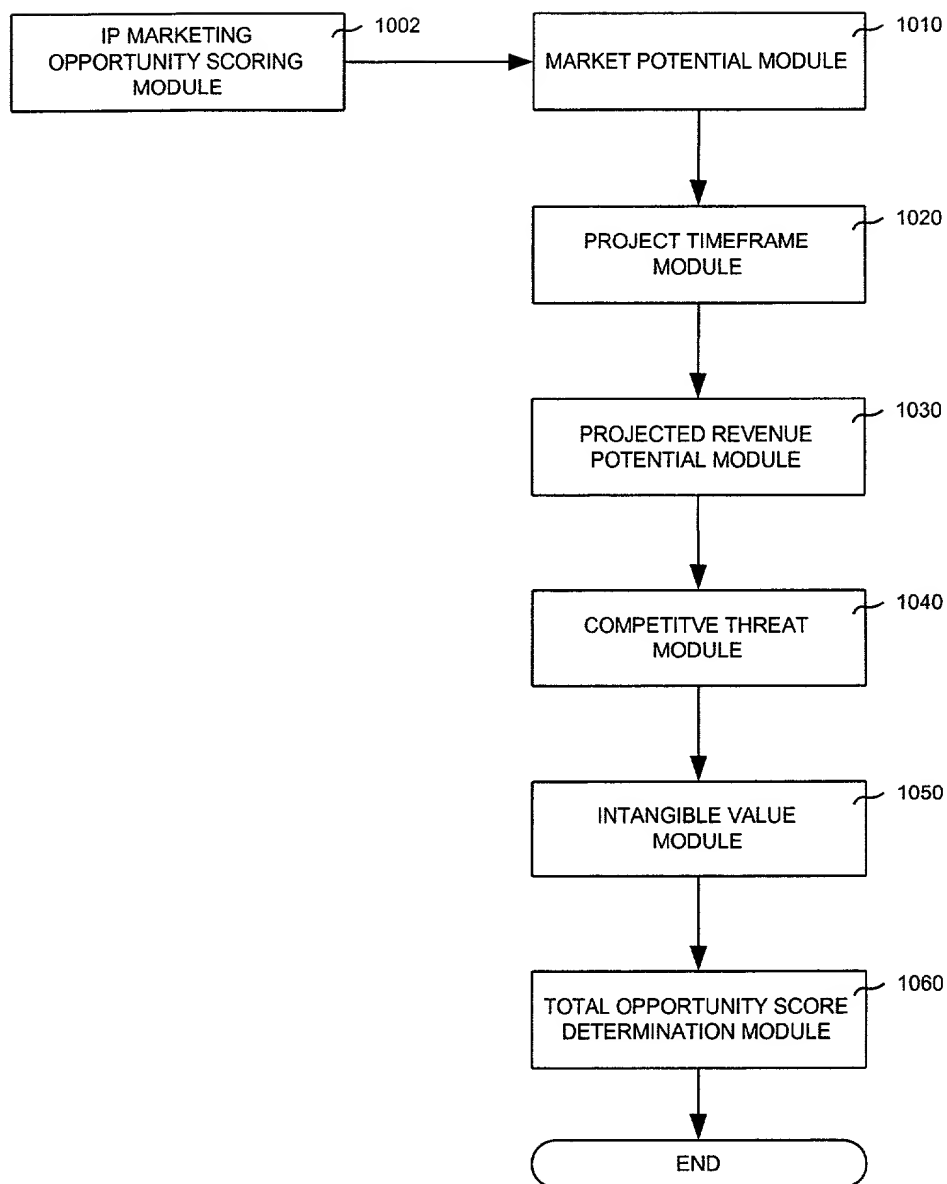 IP MARKETING
OPPORTUNITY SCORING
MODULE
1002
MARKET POTENTIAL MODULE
1010
PROJECT TIMEFRAME
MODULE
1020
PROJECTED REVENUE
POTENTIAL MODULE
1030
COMPETITVE THREAT
MODULE
1040
INTANGIBLE VALUE
MODULE
1050
TOTAL OPPORTUNITY SCORE
DETERMINATION MODULE
1060
END